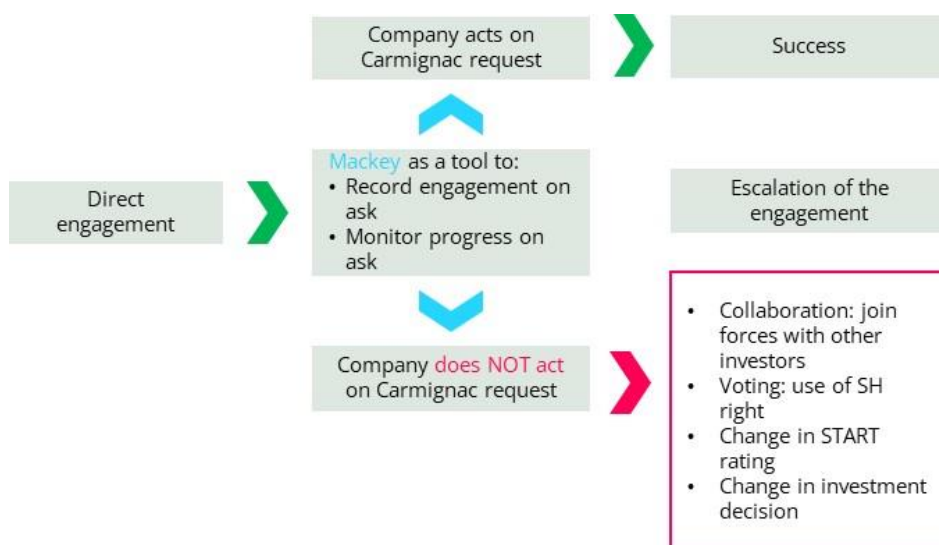 Company acts on
Carmignac request
Success
Direct
engagement
Mackey as a tool to:
• Record engagement on
ask
• Monitor progress on
ask
Escalation of the
engagement
Company does NOT act
on Carmignac request
• Collaboration: join
forces with other
investors
• Voting: use of SH
right
• Change in START
rating
• Change in investment
decision